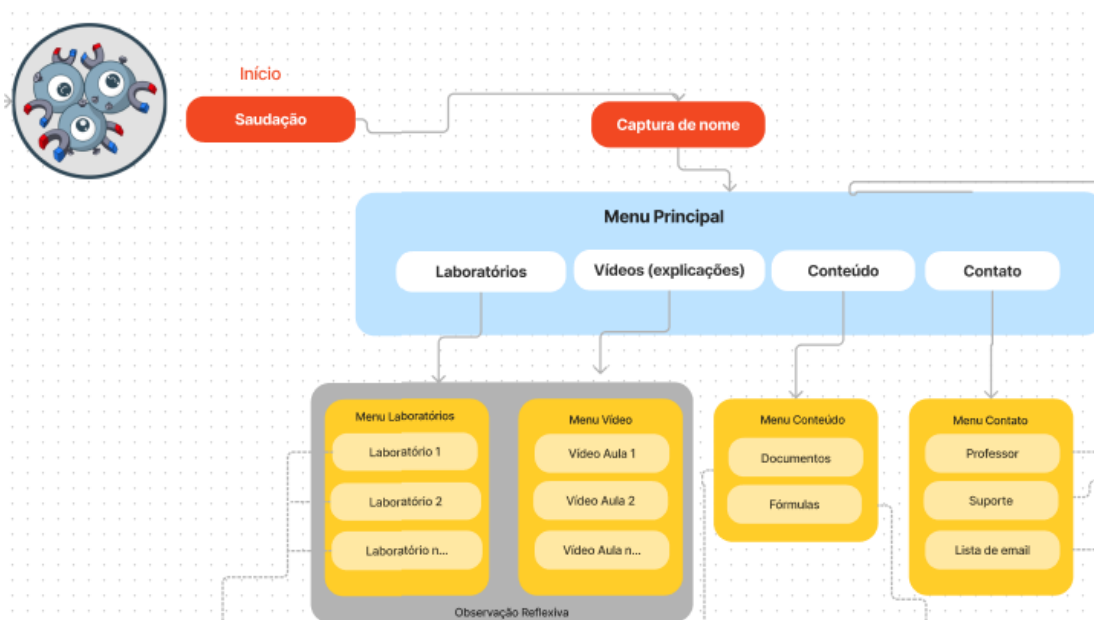 Início
Saudação
Captura de nome
Menu Principal
Laboratórios
Vídeos (explicações)
Conteúdo
Contato
Menu Laboratórios
Laboratório 1
Laboratório 2
Laboratório n...
Menu Vídeo
Vídeo Aula 1
Vídeo Aula 2
Vídeo Aula n...
Observação Reflexiva
Menu Conteúdo
Documentos
Fórmulas
Menu Contato
Professor
Suporte
Lista de email